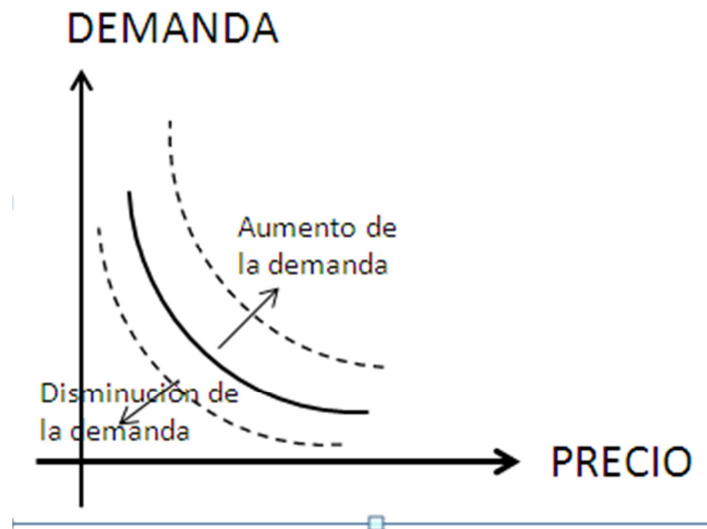 DEMANDA
Aumento de
la demanda
Disminución de
la demanda
PRECIO